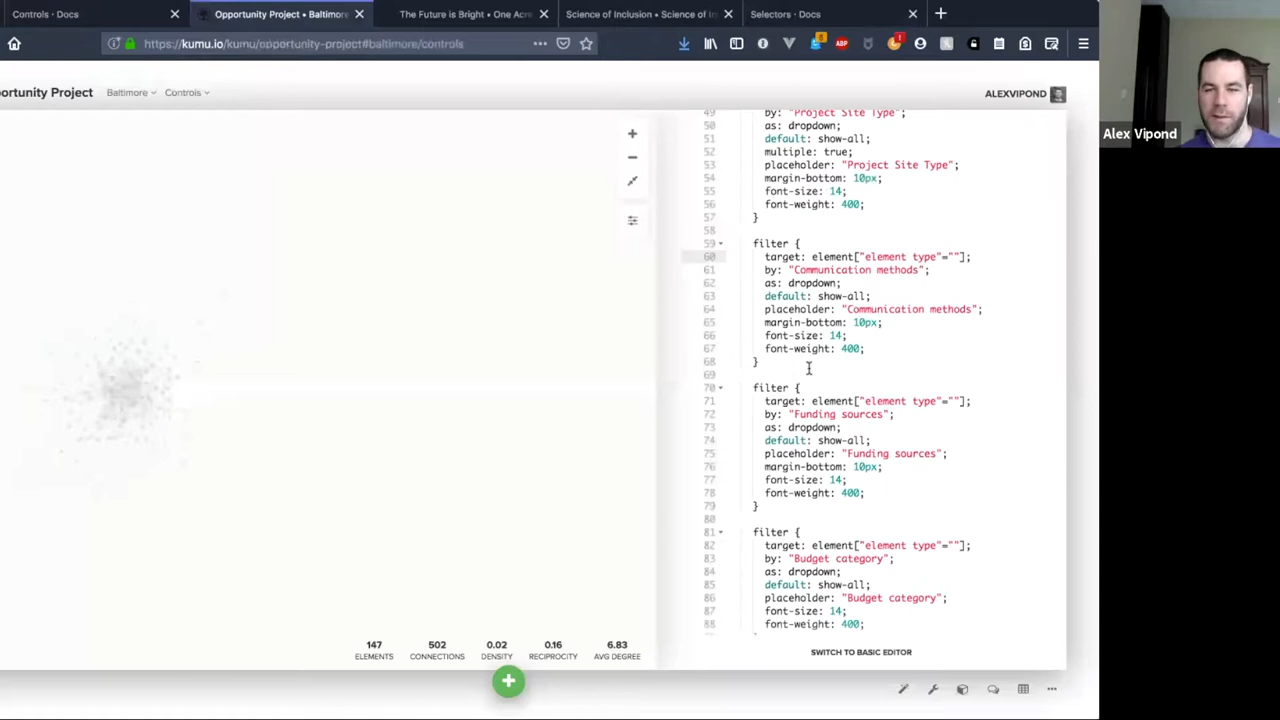 Controls • Docs
Opportunity Project • Baltimore
The Future is Bright • One Acre
Science of Inclusion • Science of In
Selectors • Docs
https://kumu.io/kumu/opportunity-project#baltimore/controls
ABP
6
1
ortunity Project
Baltimore
Controls
ALEXVIPOND
Alex Vipond
49 by: "Project Site Type";
50 as: dropdown;
51 default: show-all;
52 multiple: true;
53 placeholder: "Project Site Type";
54 margin-bottom: 10px;
55 font-size: 14;
56 font-weight: 400;
57 }
58
59 filter {
60 target: element["element type"=""];
61 by: "Communication methods";
62 as: dropdown;
63 default: show-all;
64 placeholder: "Communication methods";
65 margin-bottom: 10px;
66 font-size: 14;
67 font-weight: 400;
68 }
69
70 filter {
71 target: element["element type"=""];
72 by: "Funding sources";
73 as: dropdown;
74 default: show-all;
75 placeholder: "Funding sources";
76 margin-bottom: 10px;
77 font-size: 14;
78 font-weight: 400;
79 }
80
81 filter {
82 target: element["element type"=""];
83 by: "Budget category";
84 as: dropdown;
85 default: show-all;
86 placeholder: "Budget category";
87 font-size: 14;
88 font-weight: 400;
147 502 0.02 0.16 6.83
ELEMENTS CONNECTIONS DENSITY RECIPROCITY AVG DEGREE
SWITCH TO BASIC EDITOR